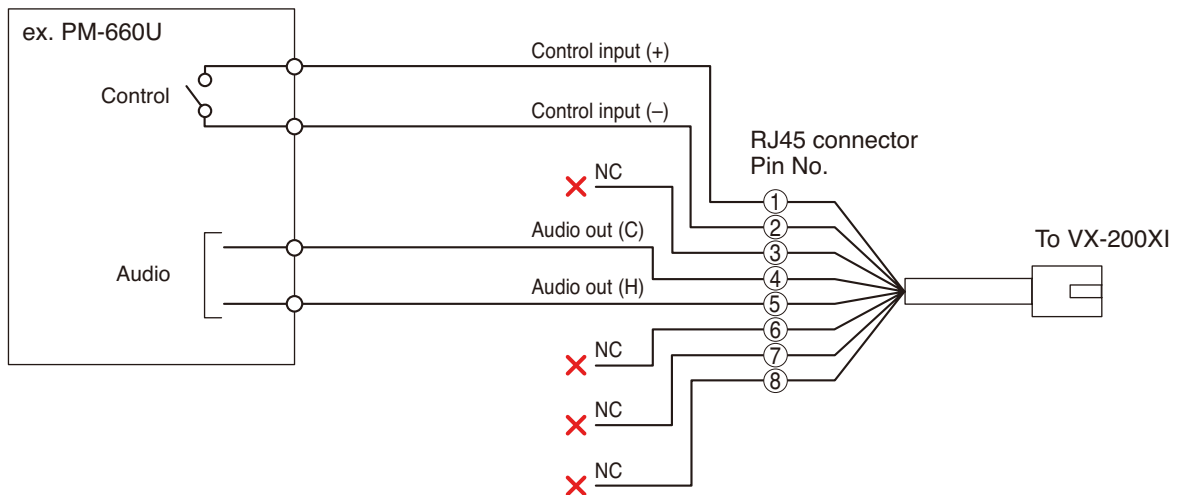 ex. PM-660U
Control input (+)
Control
Control input (–)
RJ45 connector
Pin No.
NC
1
Audio out (C)
2
To VX-200XI
3
Audio
4
Audio out (H)
5
6
NC
7
8
NC
NC